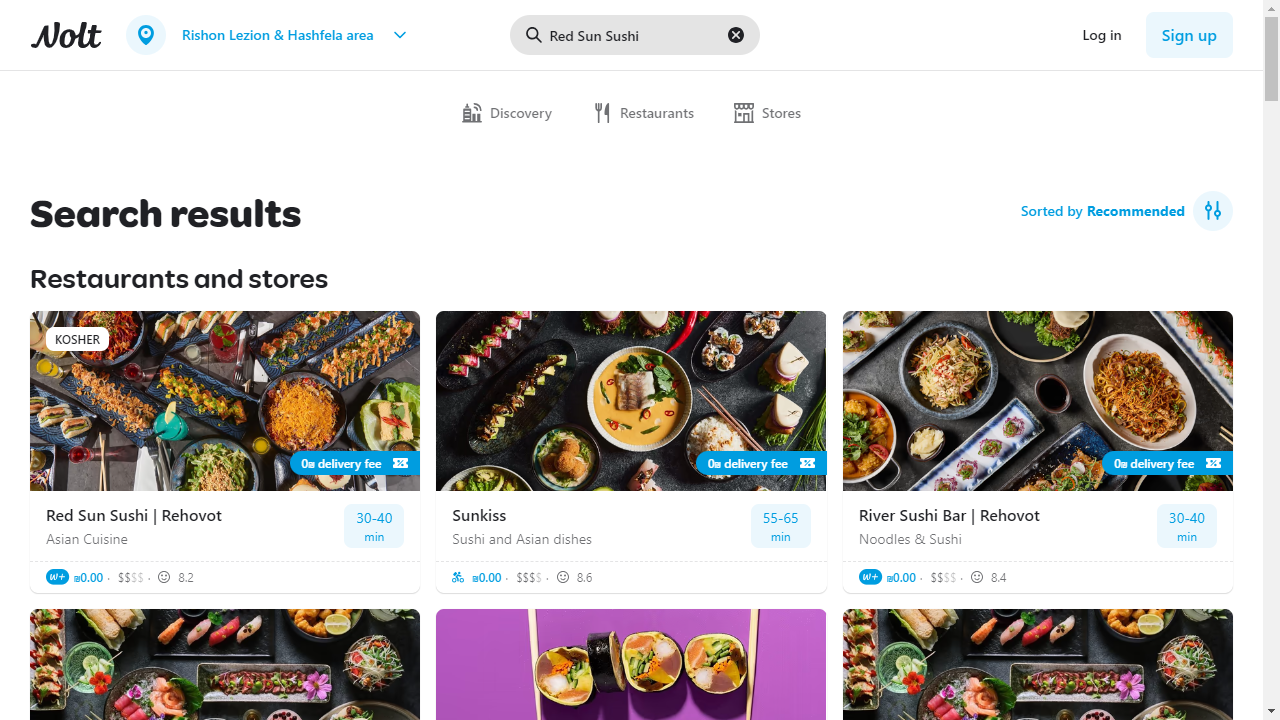 Nolt
Rishon Lezion & Hashfela area
Red Sun Sushi
Log in
Sign up
Discovery
Restaurants
Stores
Search results
Sorted by Recommended
Restaurants and stores
KOSHER
0₪ delivery fee
0₪ delivery fee
0₪ delivery fee
Red Sun Sushi | Rehovot
Asian Cuisine
30-40
min
W+ ₪0.00 · $$$$ · 8.2
Sunkiss
Sushi and Asian dishes
55-65
min
₪0.00 · $$$$ · 8.6
River Sushi Bar | Rehovot
Noodles & Sushi
30-40
min
W+ ₪0.00 · $$$$ · 8.4